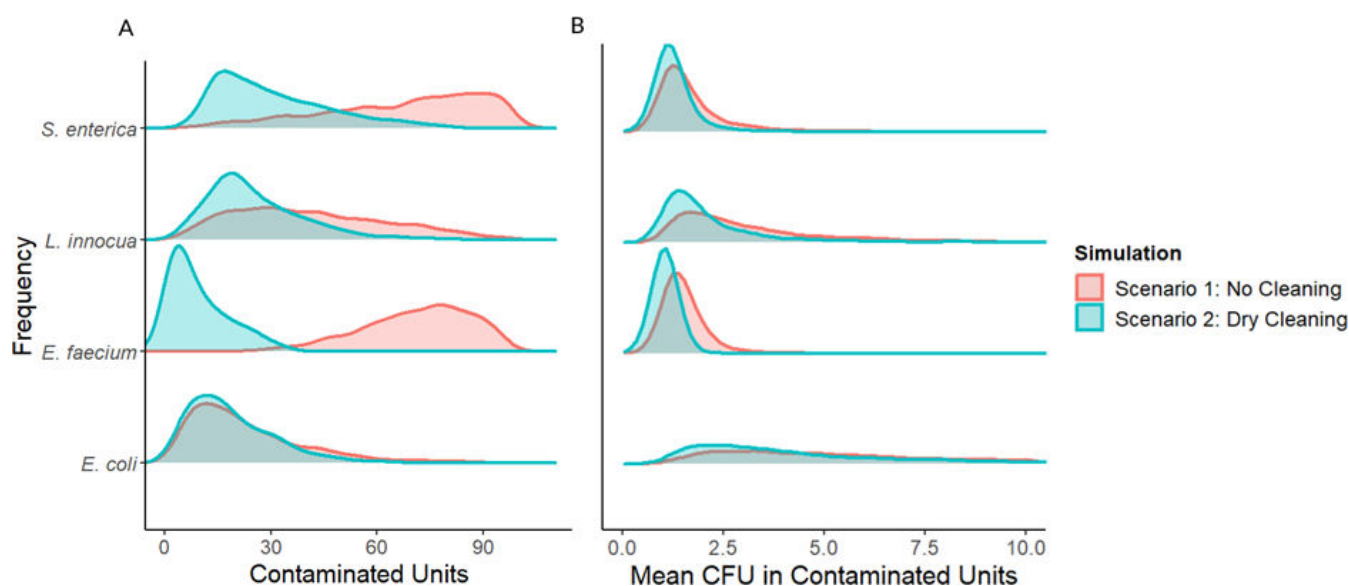 A
B
Frequency
S. enterica
L. innocua
E. faecium
E. coli
0 30 60 90
Contaminated Units
0.0 2.5 5.0 7.5 10.0
Mean CFU in Contaminated Units
Simulation
Scenario 1: No Cleaning
Scenario 2: Dry Cleaning